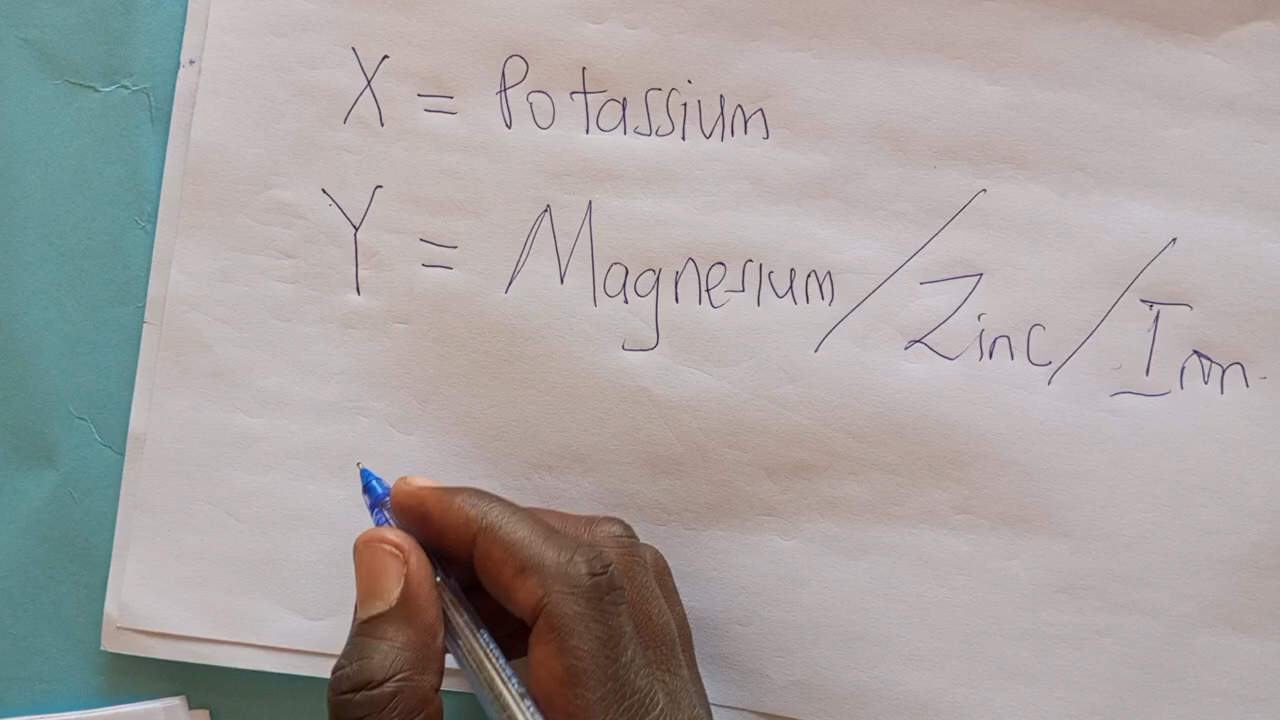 X = Potassium
Y = Magnesium/Zinc/Iron.